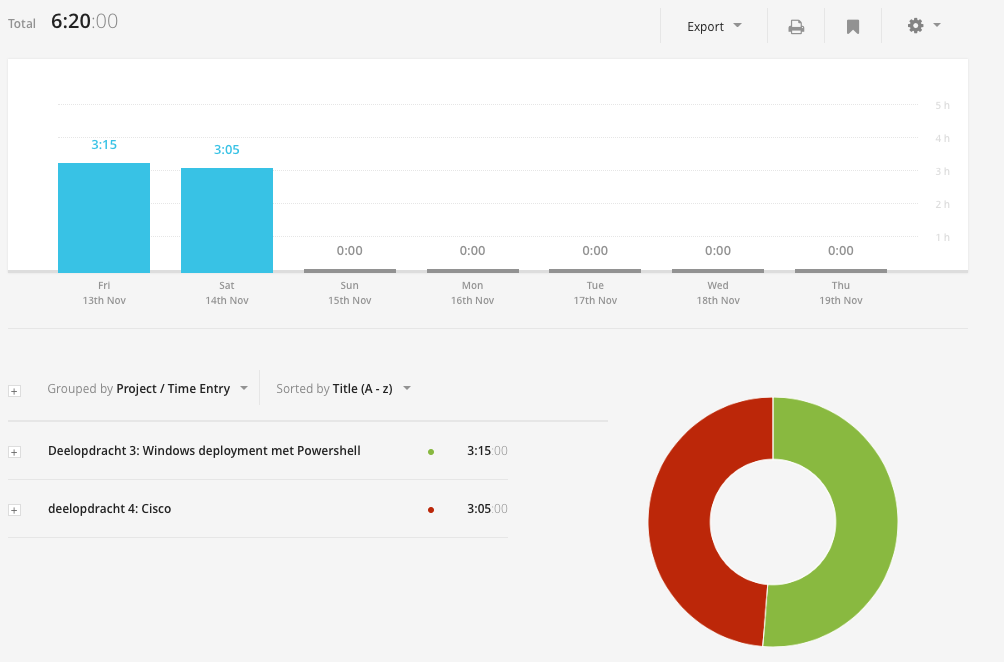 Total 6:20:00
Export
5 h
4 h
3:15
3:05
3 h
2 h
1 h
0:00 0:00 0:00 0:00 0:00
Fri Sat Sun Mon Tue Wed Thu
13th Nov 14th Nov 15th Nov 16th Nov 17th Nov 18th Nov 19th Nov
Grouped by Project / Time Entry Sorted by Title (A - z)
Deelopdracht 3: Windows deployment met Powershell 3:15:00
deelopdracht 4: Cisco 3:05:00